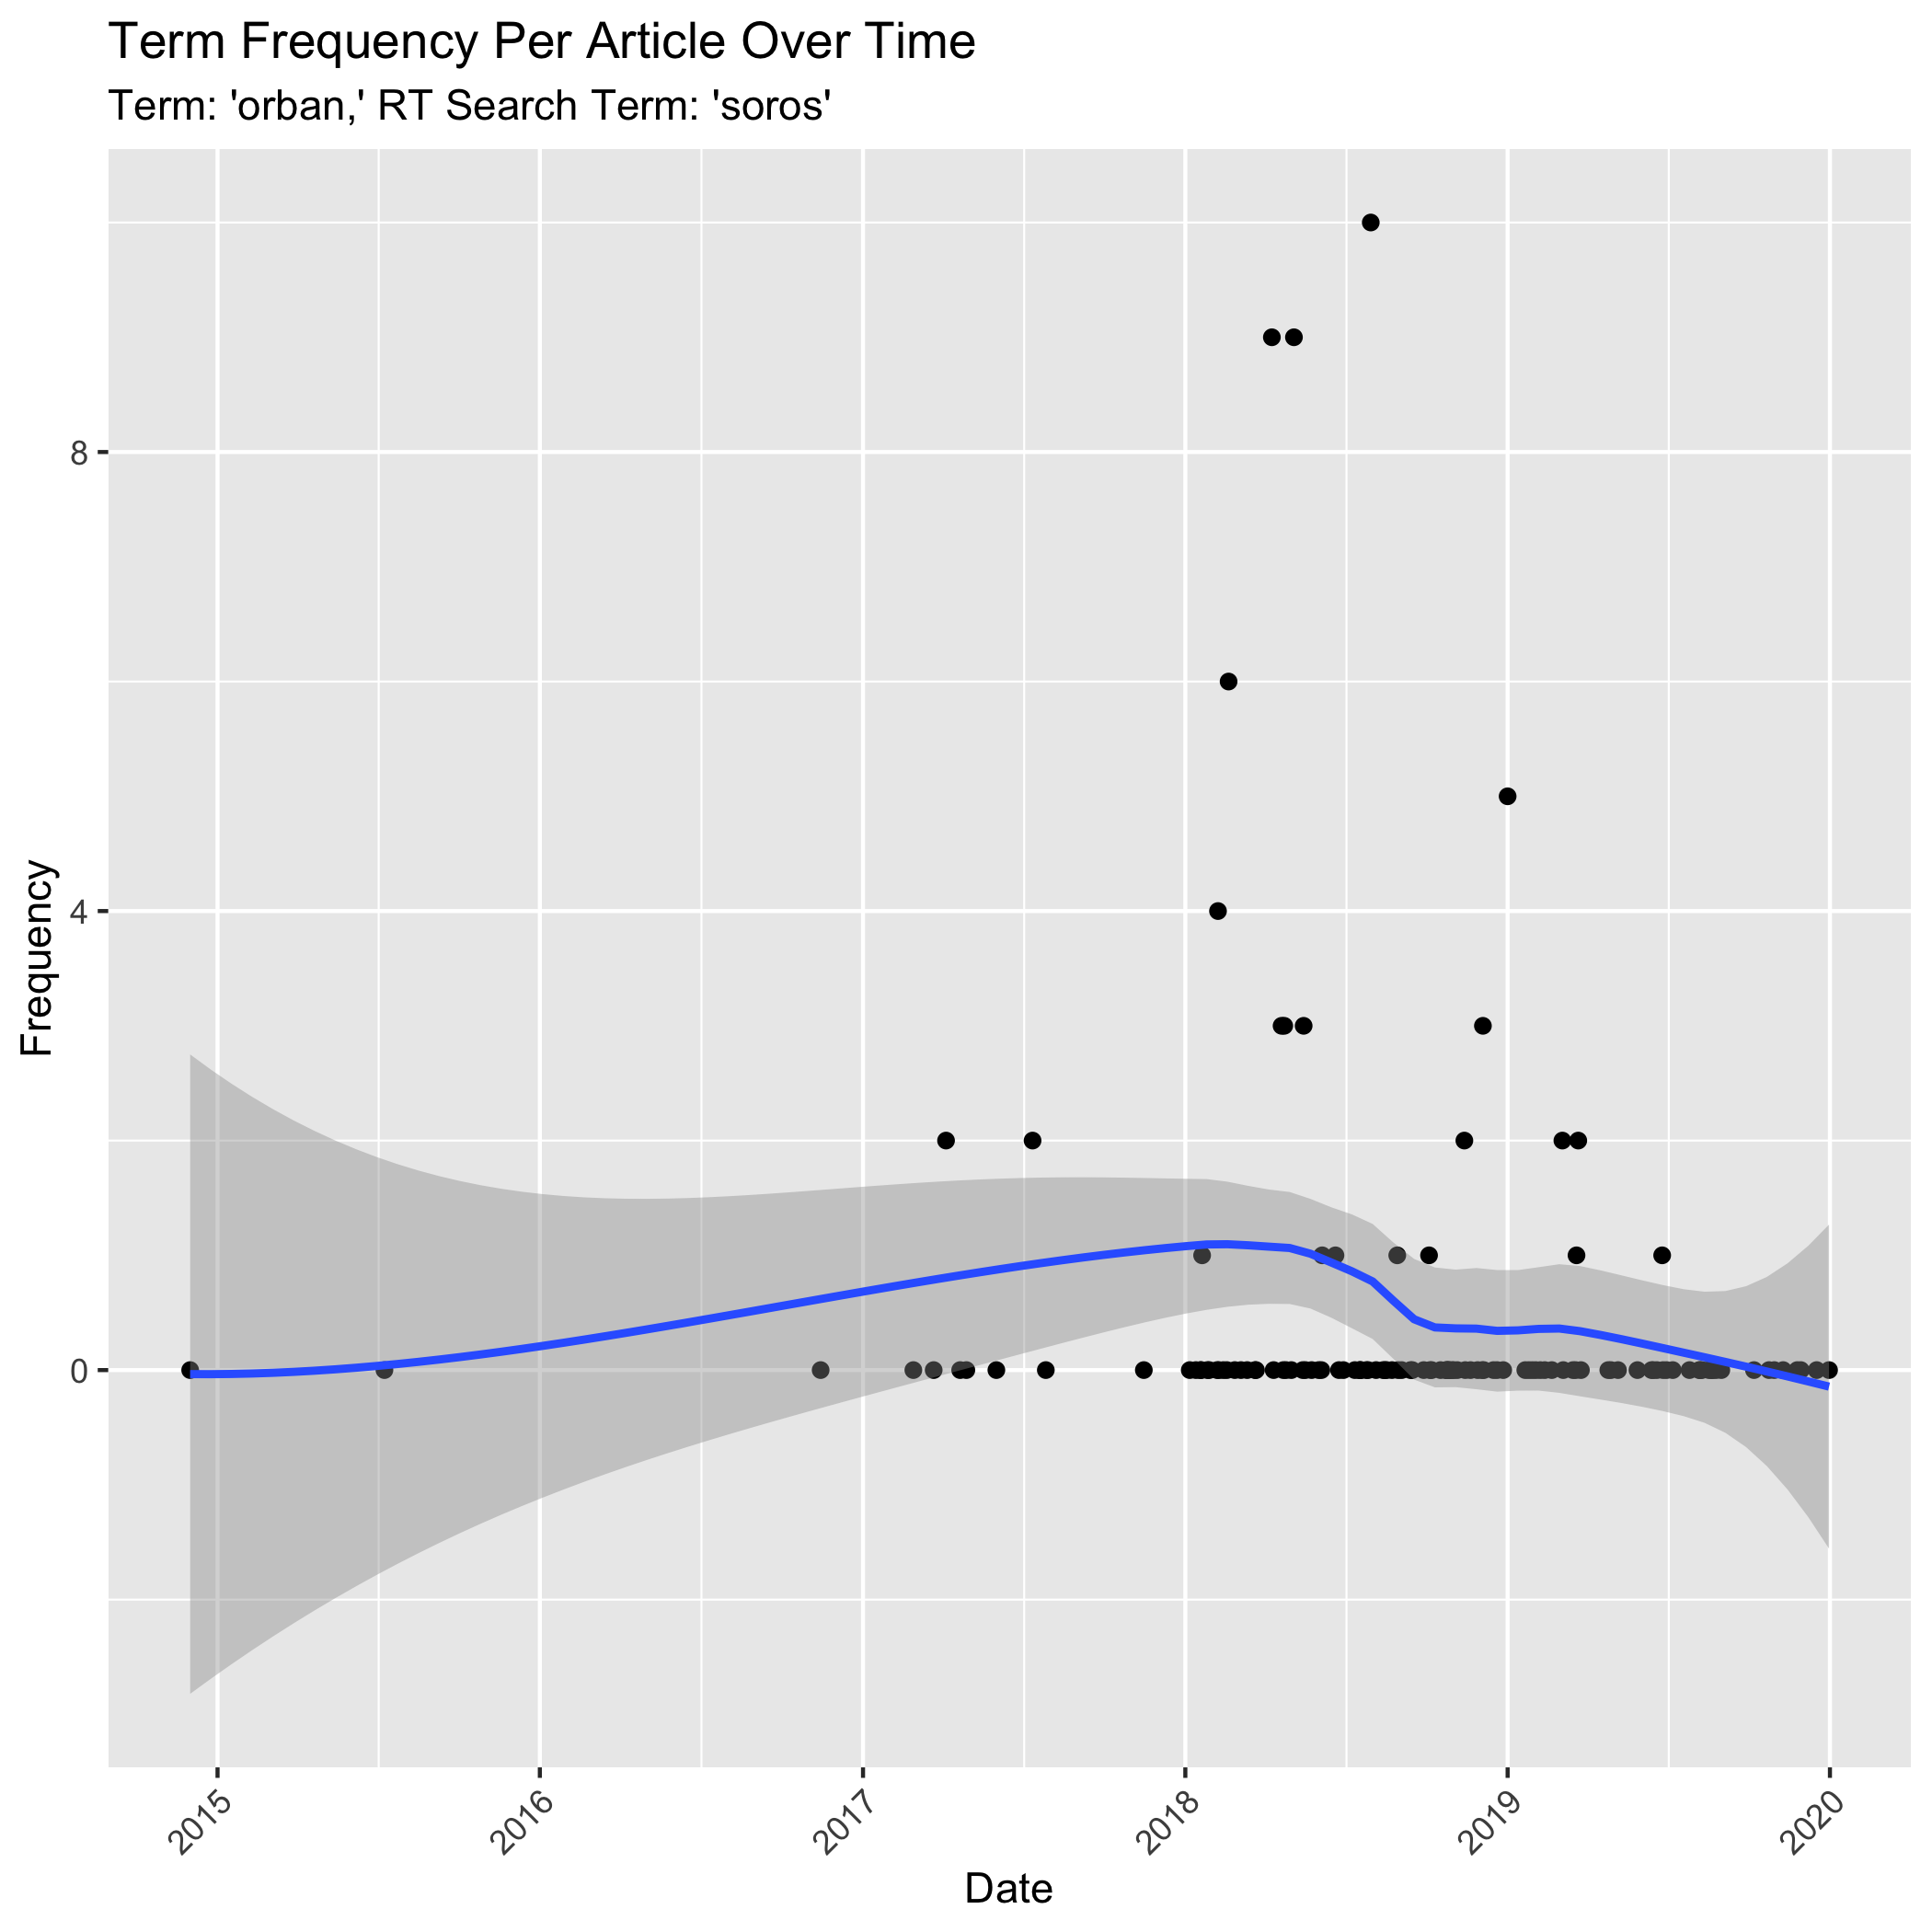 Term Frequency Per Article Over Time
Term: 'orban,' RT Search Term: 'soros'
Frequency
8
4
0
2015
2016
2017
2018
2019
2020
Date